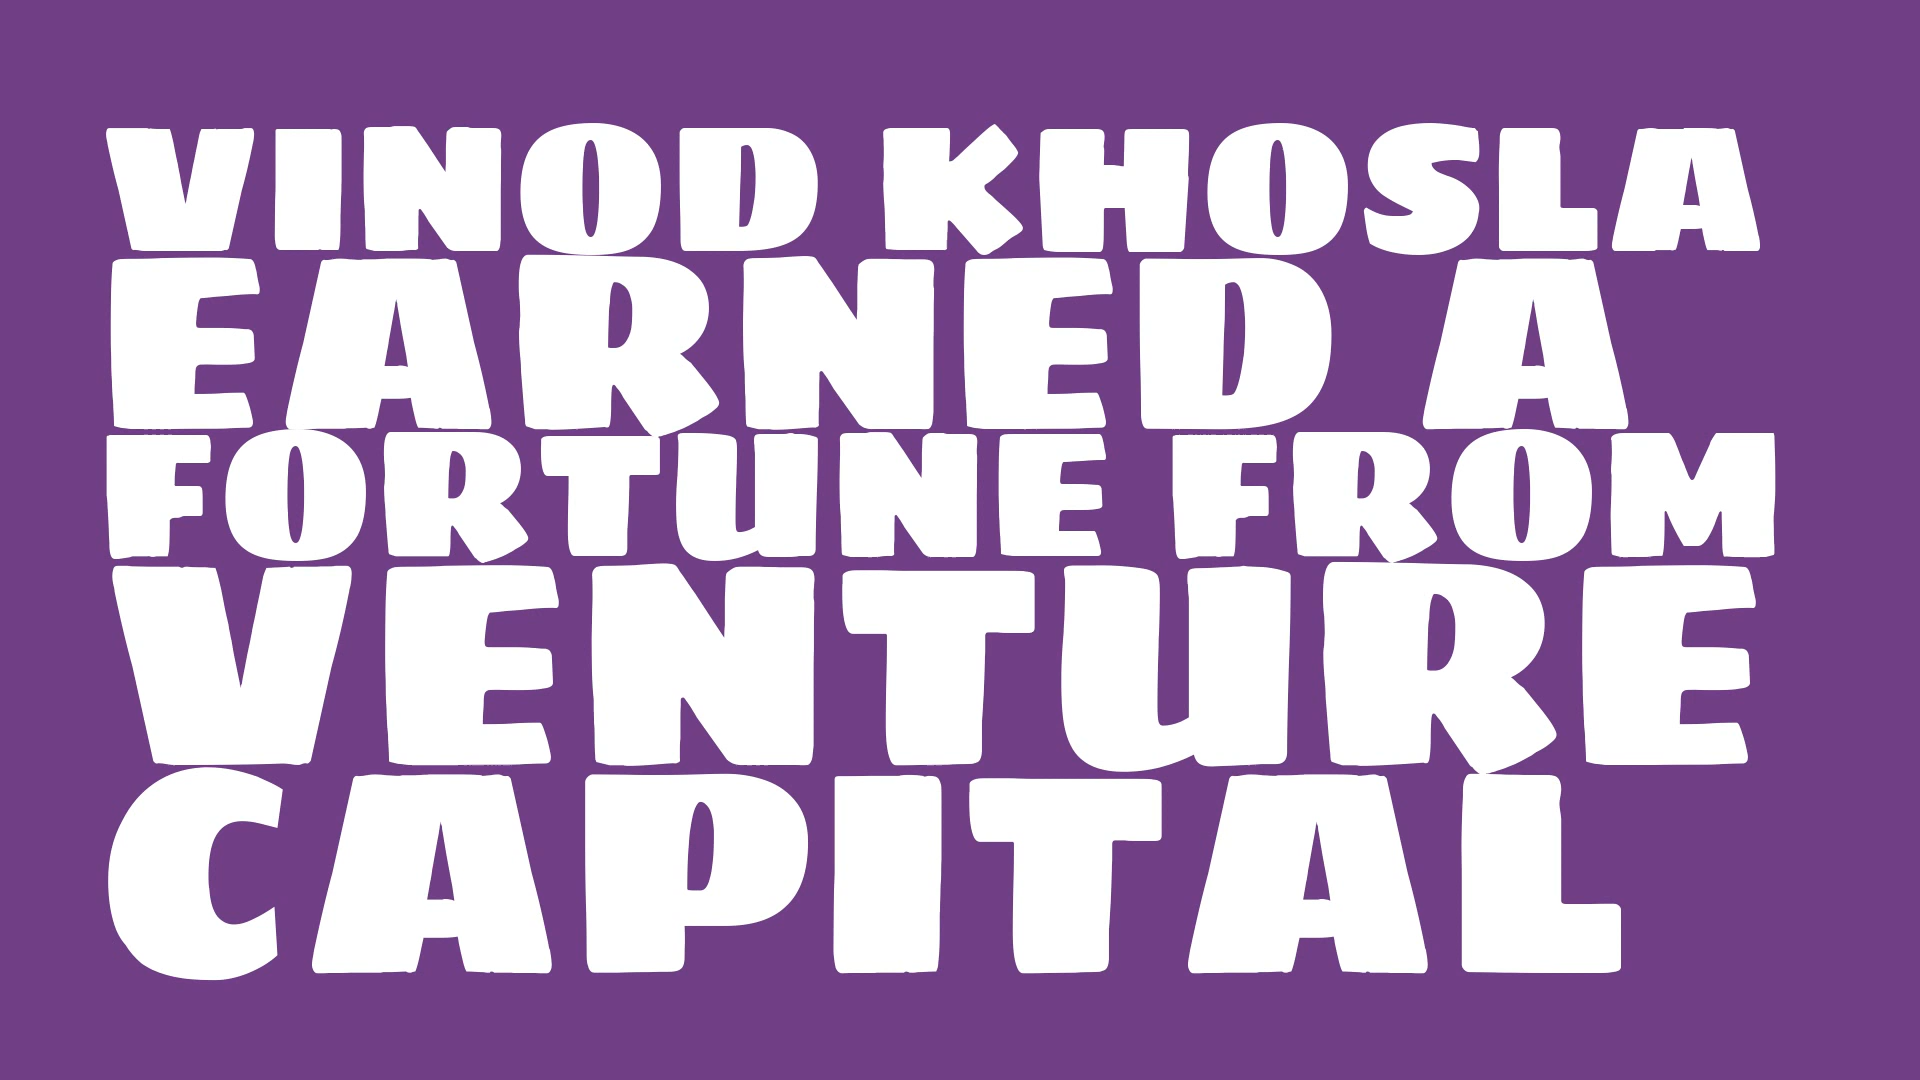 VINOD KHOSLA
EARNED A
FORTUNE FROM
VENTURE
CAPITAL